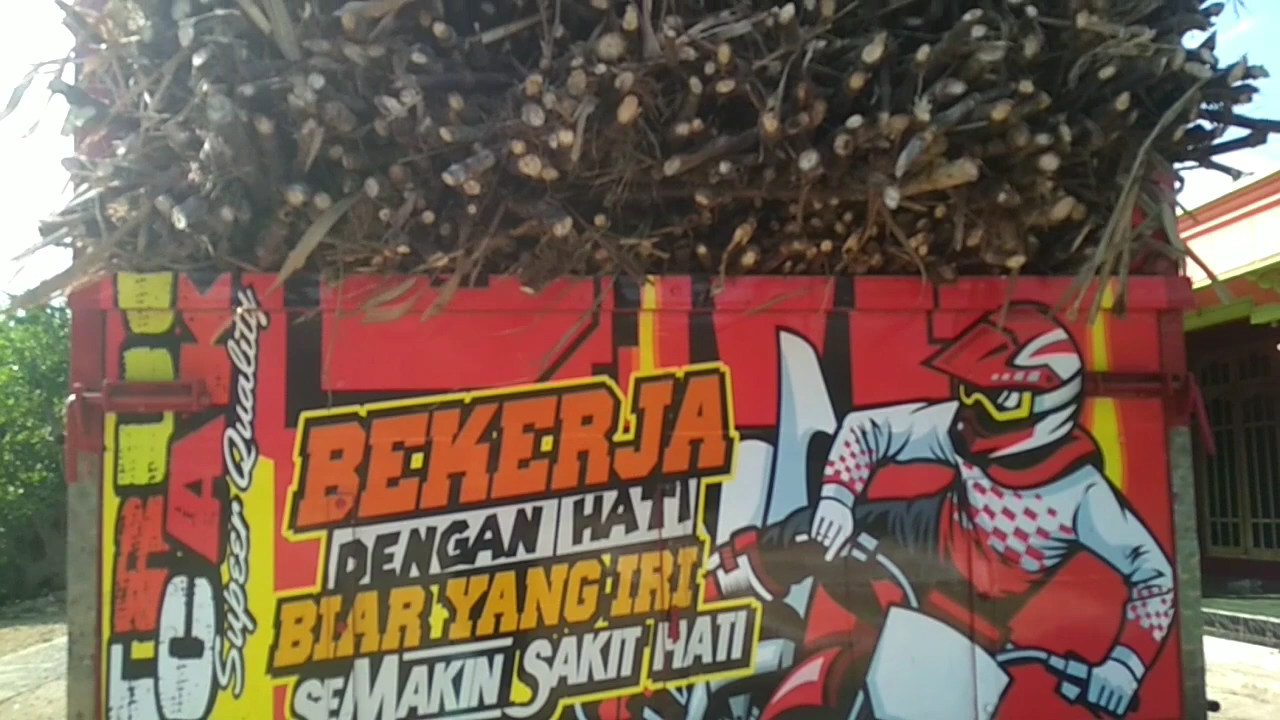 BEKERJA
DENGAN HATI
BIAR YANG IRI
SEMAKIN SAKIT HATI
Super Quality